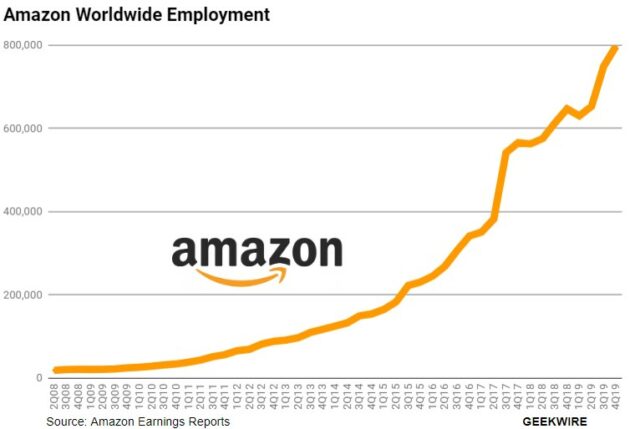 Amazon Worldwide Employment
800,000
600,000
400,000
200,000
0
amazon
2Q08
3Q08
4Q08
1Q09
2Q09
3Q09
4Q09
1Q10
2Q10
3Q10
4Q10
1Q11
2Q11
3Q11
4Q11
1Q12
2Q12
3Q12
4Q12
1Q13
2Q13
3Q13
4Q13
1Q14
2Q14
3Q14
4Q14
1Q15
2Q15
3Q15
4Q15
1Q16
2Q16
3Q16
4Q16
1Q17
2Q17
3Q17
4Q17
1Q18
2Q18
3Q18
4Q18
1Q19
2Q19
3Q19
4Q19
Source: Amazon Earnings Reports
GEEKWIRE